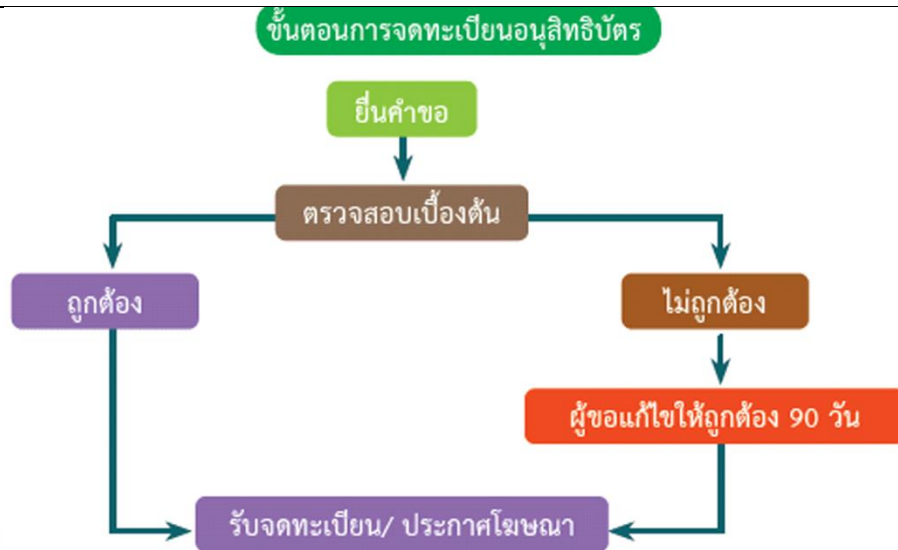 ขั้นตอนการจดทะเบียนอนุสิทธิบัตร
ยื่นคำขอ
ตรวจสอบเบื้องต้น
ถูกต้อง
ไม่ถูกต้อง
ผู้ขอแก้ไขให้ถูกต้อง 90 วัน
รับจดทะเบียน/ ประกาศโฆษณา